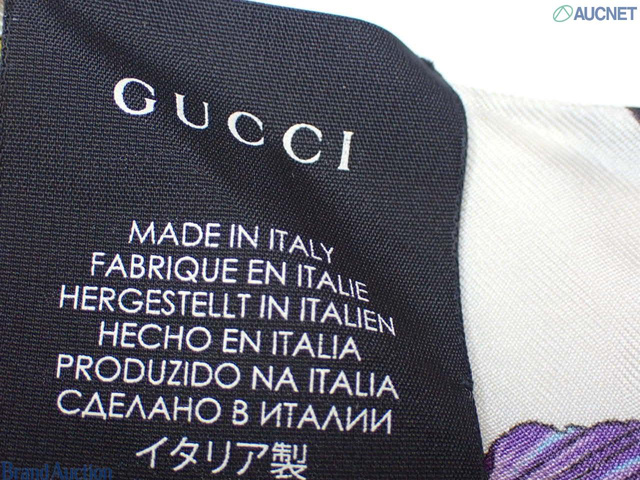 AUCNET
GUCCI
MADE IN ITALY
FABRIQUE EN ITALIE
HERGESTELLT IN ITALIEN
HECHO EN ITALIA
PRODUZIDO NA ITALIA
СДЕЛАНО В ИТАЛИИ
イタリア製
Brand Auction